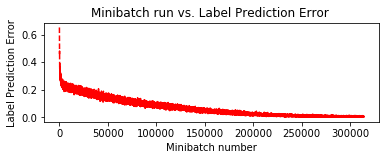 Minibatch run vs. Label Prediction Error
Label Prediction Error
0.6
0.4
0.2
0.0
0 50000 100000 150000 200000 250000 300000
Minibatch number